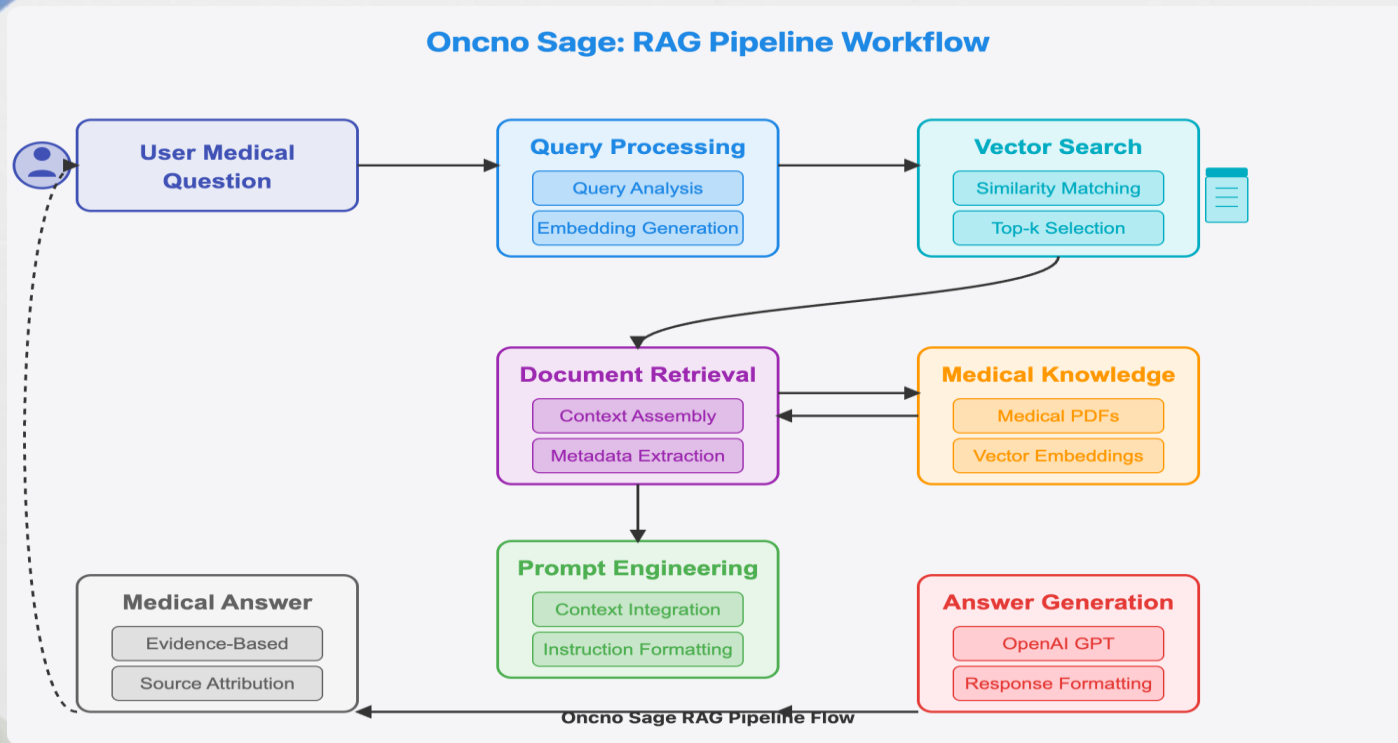 Oncno Sage: RAG Pipeline Workflow
User Medical
Question
Query Processing
Query Analysis
Embedding Generation
Vector Search
Similarity Matching
Top-k Selection
Document Retrieval
Context Assembly
Metadata Extraction
Medical Knowledge
Medical PDFs
Vector Embeddings
Prompt Engineering
Context Integration
Instruction Formatting
Medical Answer
Evidence-Based
Source Attribution
Answer Generation
OpenAI GPT
Response Formatting
Oncno Sage RAG Pipeline Flow